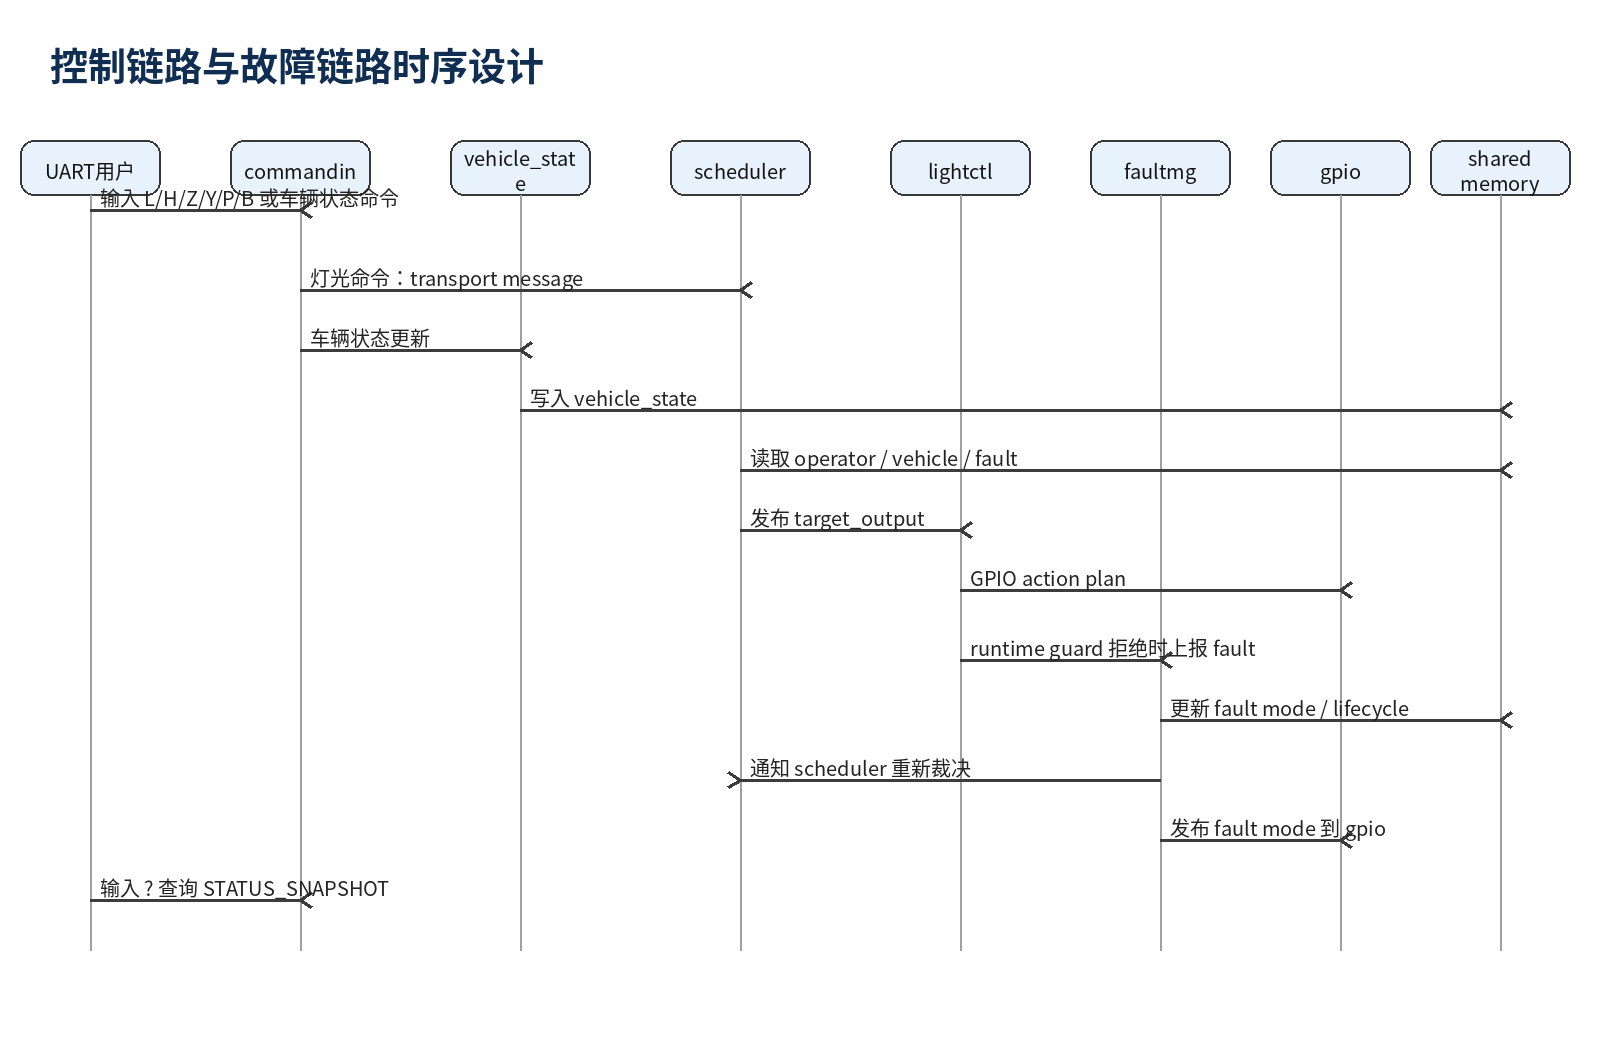 控制链路与故障链路时序设计
UART用户
commandin
vehicle_stat
e
scheduler
lightctl
faultmg
gpio
shared
memory
输入 L/H/Z/Y/P/B 或车辆状态命令
灯光命令：transport message
车辆状态更新
写入 vehicle_state
读取 operator / vehicle / fault
发布 target_output
GPIO action plan
runtime guard 拒绝时上报 fault
更新 fault mode / lifecycle
通知 scheduler 重新裁决
发布 fault mode 到 gpio
输入 ? 查询 STATUS_SNAPSHOT